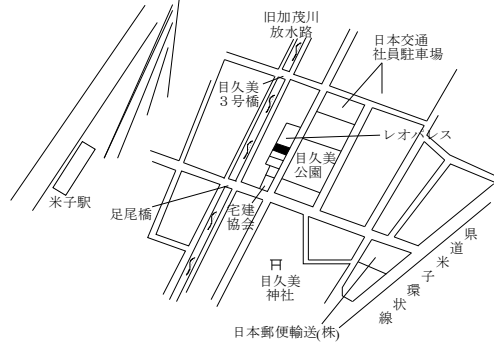 旧加茂川
放水路
日本交通
社員駐車場
目久美
3号橋
レオパレス
目久美
公園
米子駅
足尾橋
宅建
協会
目久美
神社
県道米子環状線
日本郵便輸送(株)